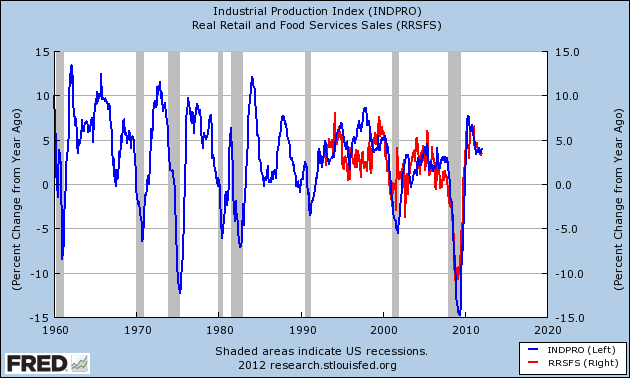 Industrial Production Index (INDPRO)
Real Retail and Food Services Sales (RRSFS)
15
10
5
0
-5
-10
-15
(Percent Change from Year Ago)
15.0
10.0
5.0
0.0
-5.0
-10.0
-15.0
(Percent Change from Year Ago)
1960 1970 1980 1990 2000 2010 2020
Shaded areas indicate US recessions.
2012 research.stlouisfed.org
FRED
INDPRO (Left)
RRSFS (Right)